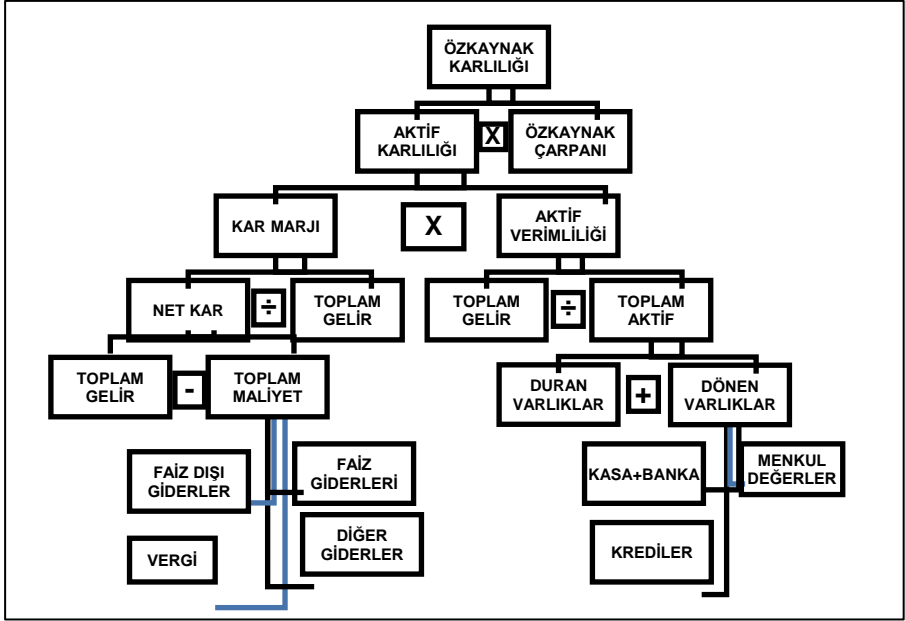 ÖZKAYNAK
KARLILIĞI
AKTİF
KARLILIĞI
X
ÖZKAYNAK
ÇARPANI
KAR MARJI
X
AKTİF
VERİMLİLİĞİ
NET KAR
÷
TOPLAM
GELİR
TOPLAM
GELİR
÷
TOPLAM
AKTİF
TOPLAM
GELİR
-
TOPLAM
MALİYET
DURAN
VARLIKLAR
+
DÖNEN
VARLIKLAR
FAİZ DIŞI
GİDERLER
FAİZ
GİDERLERİ
KASA+BANKA
MENKUL
DEĞERLER
VERGİ
DİĞER
GİDERLER
KREDİLER